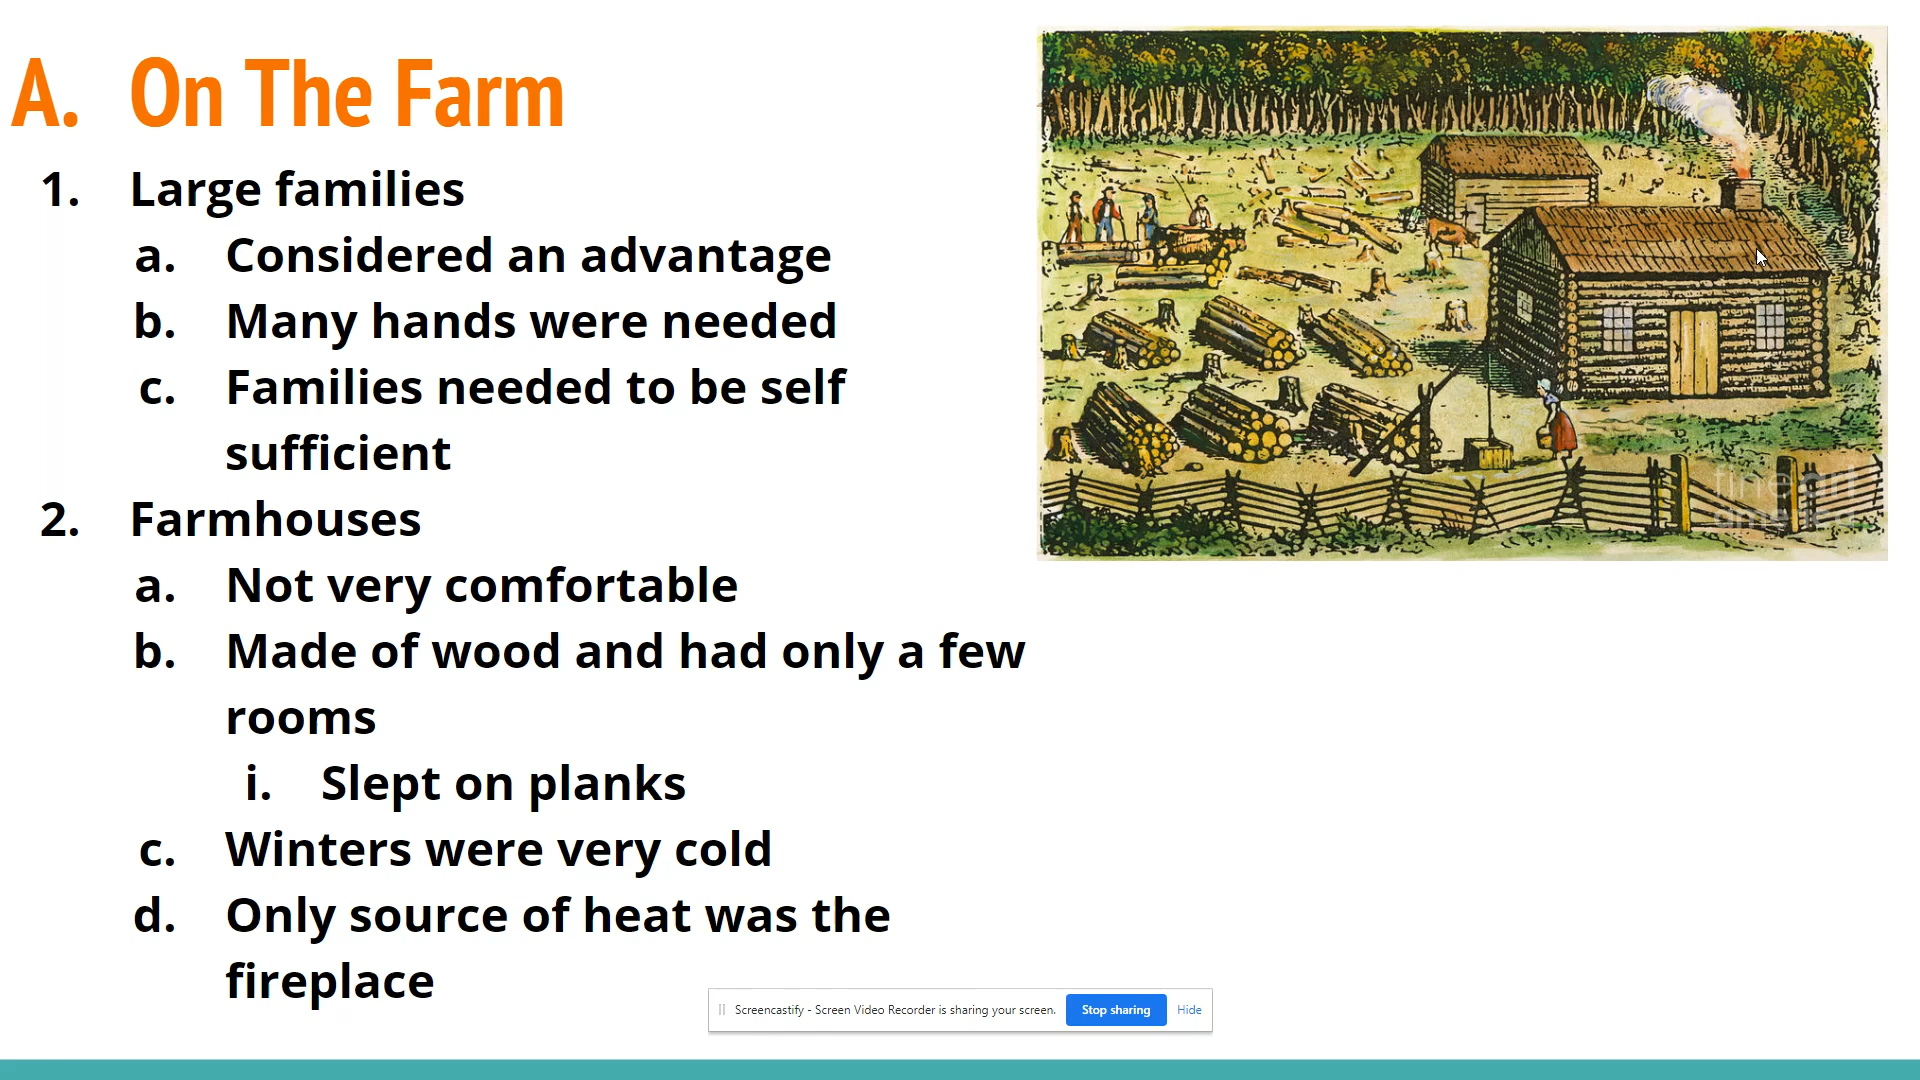 A. On The Farm
1. Large families
a. Considered an advantage
b. Many hands were needed
c. Families needed to be self
sufficient
2. Farmhouses
a. Not very comfortable
b. Made of wood and had only a few
rooms
i. Slept on planks
c. Winters were very cold
d. Only source of heat was the
fireplace
fine art
america
Screencastify - Screen Video Recorder is sharing your screen. Stop sharing Hide